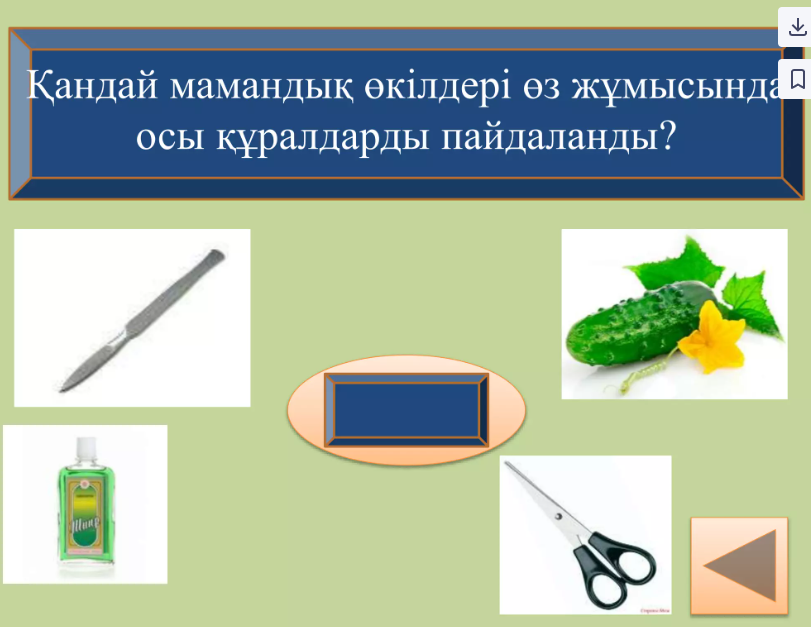 Қандай мамандық өкілдері өз жұмысында
осы құралдарды пайдаланды?